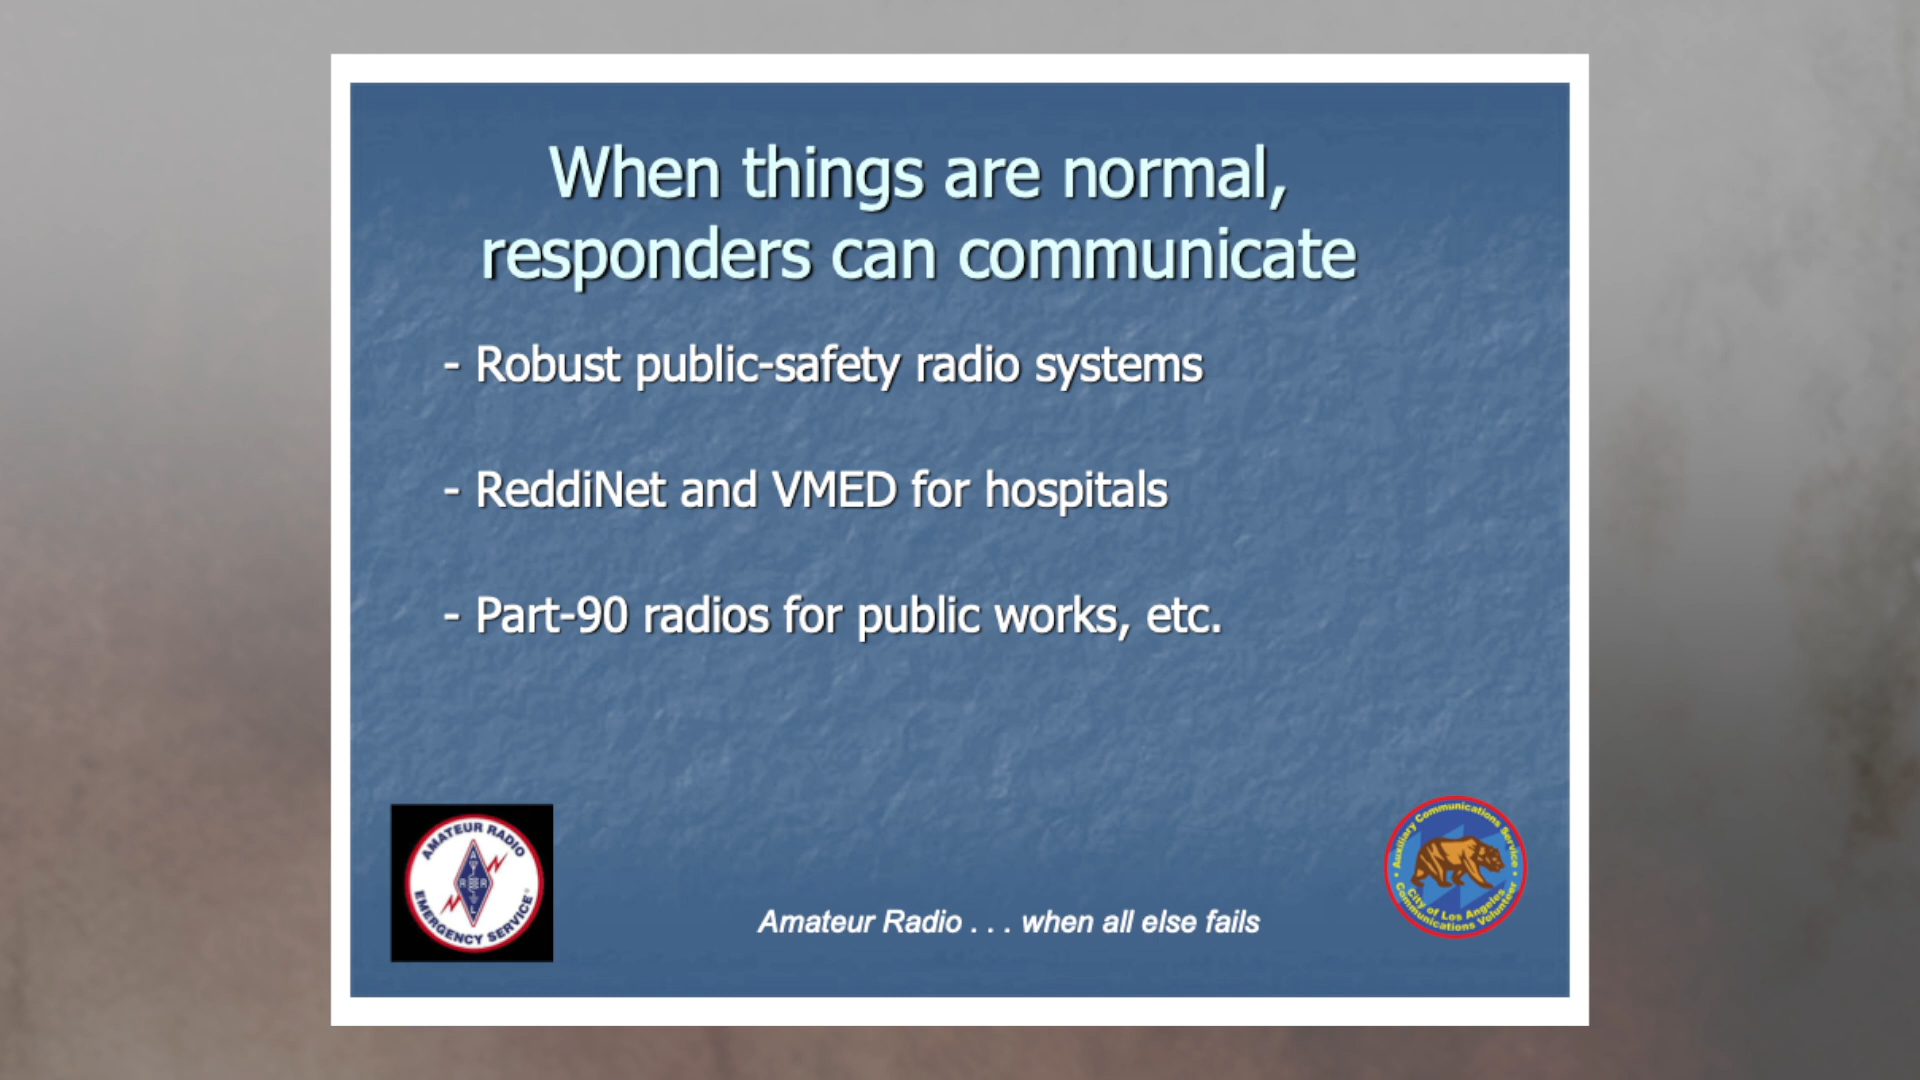 When things are normal,
responders can communicate
- Robust public-safety radio systems
- ReddiNet and VMED for hospitals
- Part-90 radios for public works, etc.
AMATEUR RADIO
A
R R
L
EMERGENCY SERVICE
Amateur Radio . . . when all else fails
Auxiliary Communications Service
City of Los Angeles
Communications Volunteer